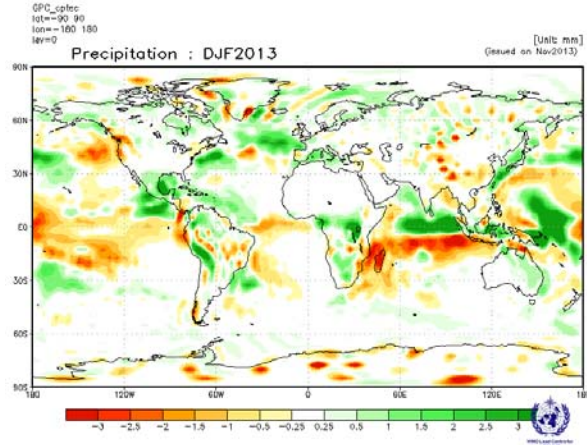 GPC_cptec
lat=-90 90
lon=-180 180
lev=0
Precipitation : DJF2013
[Unit: mm]
(issued on Nov2013)
90N
60N
30N
EQ
30S
60S
90S
180 120W 60W 0 60E 120E 180
-3 -2.5 -2 -1.5 -1 -0.5 -0.25 0.25 0.5 1 1.5 2 2.5 3